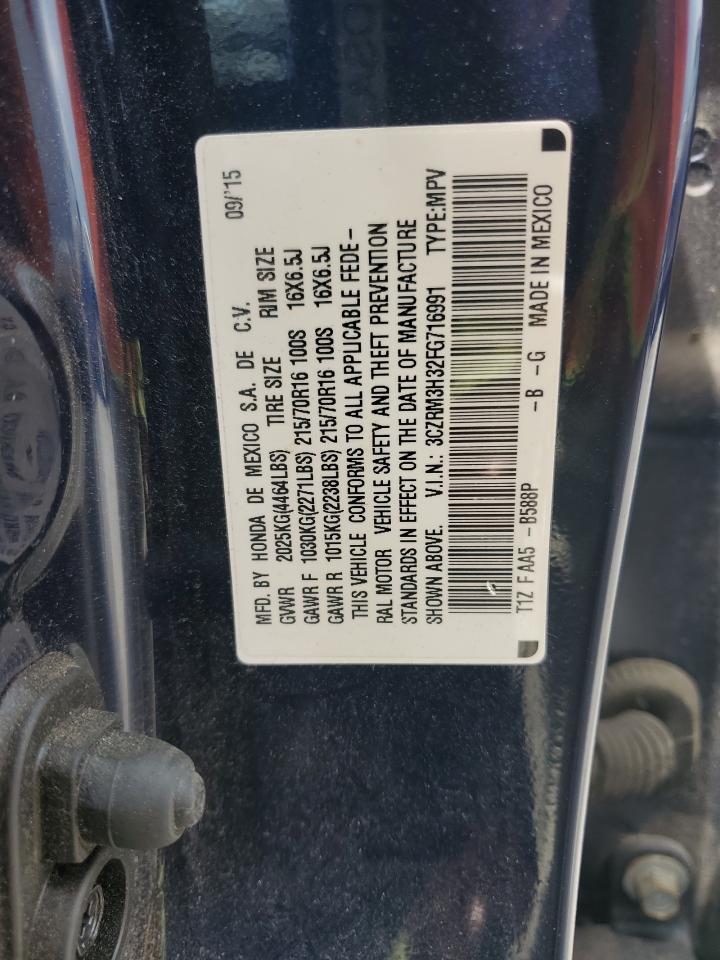 09/'15
MFD. BY HONDA DE MEXICO S.A. DE C.V.
GVWR 2025KG(4464LBS) TIRE SIZE RIM SIZE
GAWR F 1030KG(2271LBS) 215/70R16 100S 16X6.5J
GAWR R 1015KG(2238LBS) 215/70R16 100S 16X6.5J
THIS VEHICLE CONFORMS TO ALL APPLICABLE FEDE-
RAL MOTOR VEHICLE SAFETY AND THEFT PREVENTION
STANDARDS IN EFFECT ON THE DATE OF MANUFACTURE
SHOWN ABOVE. V.I.N.: 3CZRM3H32FG716991 TYPE:MPV
T1Z F AA5 -B588P -B -G MADE IN MEXICO